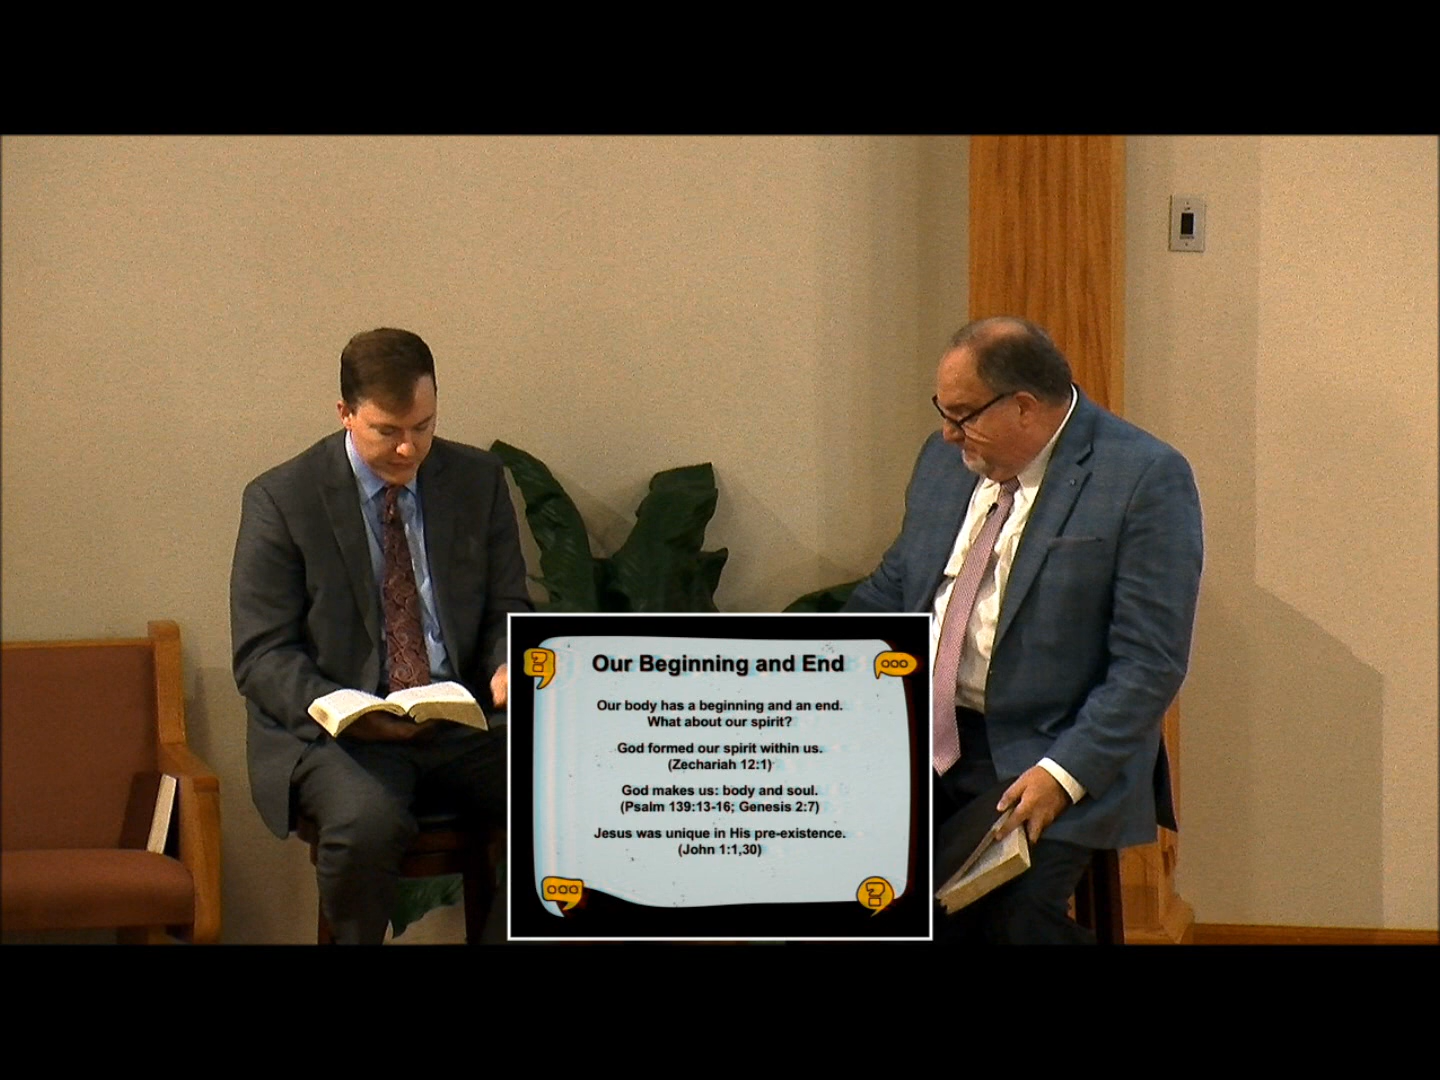 Our Beginning and End
Our body has a beginning and an end.
What about our spirit?
God formed our spirit within us.
(Zechariah 12:1)
God makes us: body and soul.
(Psalm 139:13-16; Genesis 2:7)
Jesus was unique in His pre-existence.
(John 1:1,30)